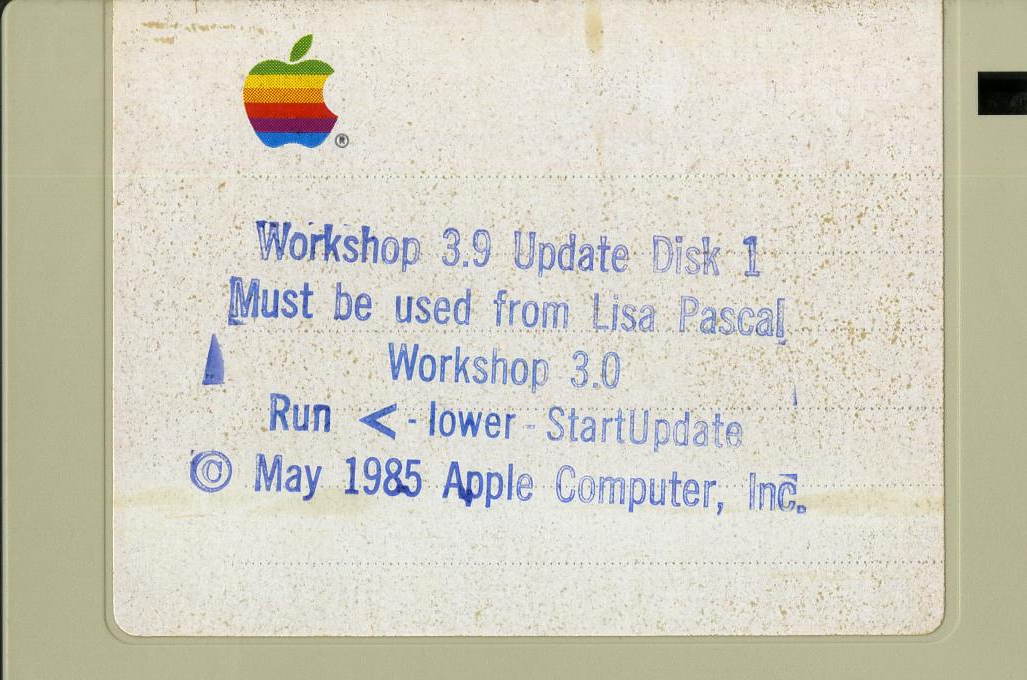 ®
Workshop 3.9 Update Disk 1
Must be used from Lisa Pascal
Workshop 3.0
Run < - lower - StartUpdate
© May 1985 Apple Computer, Inc.